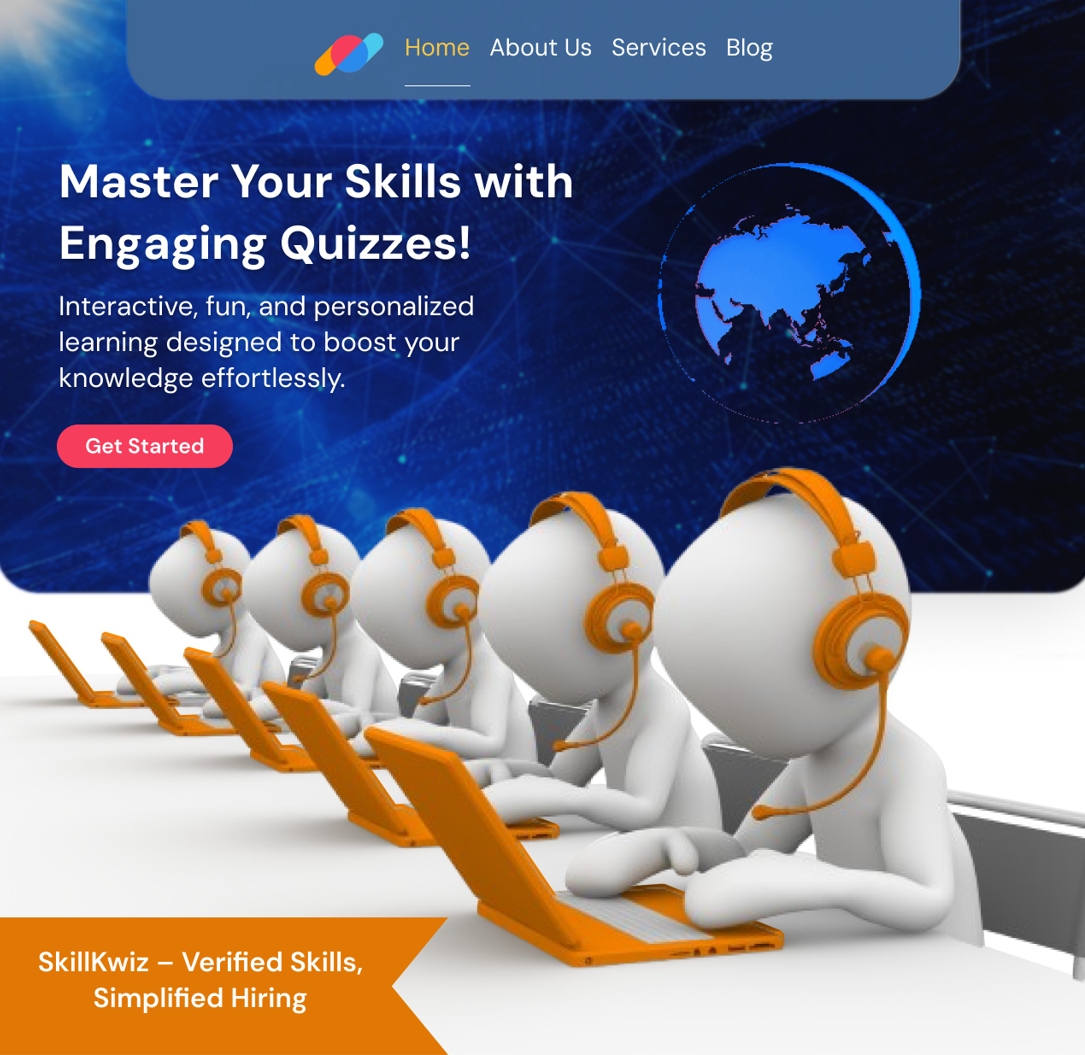 Home About Us Services Blog
Master Your Skills with
Engaging Quizzes!
Interactive, fun, and personalized
learning designed to boost your
knowledge effortlessly.
Get Started
SkillKwiz – Verified Skills,
Simplified Hiring